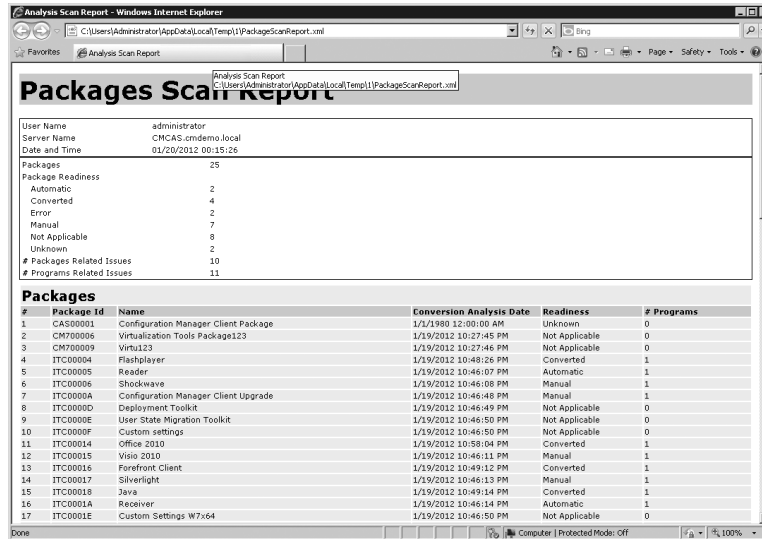 Analysis Scan Report - Windows Internet Explorer
C:\Users\Administrator\AppData\Local\Temp\1\PackageScanReport.xml
Bing
Favorites
Analysis Scan Report
Page
Safety
Tools
Analysis Scan Report
C:\Users\Administrator\AppData\Local\Temp\1\PackageScanReport.xml
Packages Scan Report
User Name administrator
Server Name CMCAS.cmdemo.local
Date and Time 01/20/2012 00:15:26
Packages 25
Package Readiness
Automatic 2
Converted 4
Error 2
Manual 7
Not Applicable 8
Unknown 2
# Packages Related Issues 10
# Programs Related Issues 11
Packages
# Package Id Name Conversion Analysis Date Readiness # Programs
1 CAS00001 Configuration Manager Client Package 1/1/1980 12:00:00 AM Unknown 0
2 CM700006 Virtualization Tools Package123 1/19/2012 10:27:45 PM Not Applicable 0
3 CM700009 Virtu123 1/19/2012 10:27:46 PM Not Applicable 0
4 ITC00004 Flashplayer 1/19/2012 10:48:26 PM Converted 1
5 ITC00005 Reader 1/19/2012 10:46:07 PM Automatic 1
6 ITC00006 Shockwave 1/19/2012 10:46:08 PM Manual 1
7 ITC0000A Configuration Manager Client Upgrade 1/19/2012 10:46:48 PM Manual 1
8 ITC0000D Deployment Toolkit 1/19/2012 10:46:49 PM Not Applicable 0
9 ITC0000E User State Migration Toolkit 1/19/2012 10:46:50 PM Not Applicable 0
10 ITC0000F Custom settings 1/19/2012 10:46:50 PM Not Applicable 0
11 ITC00014 Office 2010 1/19/2012 10:58:04 PM Converted 1
12 ITC00015 Visio 2010 1/19/2012 10:46:11 PM Manual 1
13 ITC00016 Forefront Client 1/19/2012 10:49:12 PM Converted 1
14 ITC00017 Silverlight 1/19/2012 10:46:13 PM Manual 1
15 ITC00018 Java 1/19/2012 10:49:14 PM Converted 1
16 ITC0001A Receiver 1/19/2012 10:46:14 PM Automatic 1
17 ITC0001E Custom Settings W7x64 1/19/2012 10:46:50 PM Not Applicable 0
Done
Computer | Protected Mode: Off
100%